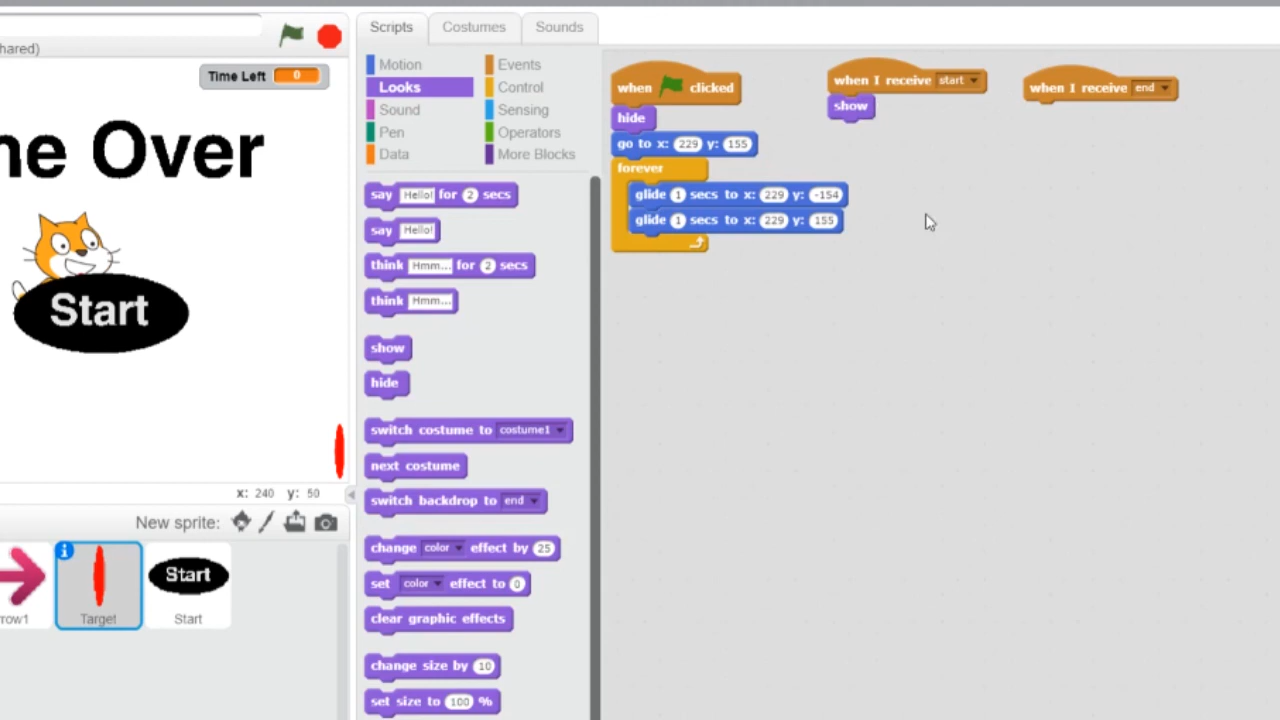 hared)
Time Left 0
ne Over
Start
x: 240 y: 50
New sprite:
rrow1
Target
Start
Start
Scripts
Costumes
Sounds
Motion
Events
Looks
Control
Sound
Sensing
Pen
Operators
Data
More Blocks
say Hello! for 2 secs
say Hello!
think Hmm... for 2 secs
think Hmm...
show
hide
switch costume to costume1
next costume
switch backdrop to end
change color effect by 25
set color effect to 0
clear graphic effects
change size by 10
set size to 100 %
when clicked
hide
go to x: 229 y: 155
forever
glide 1 secs to x: 229 y: -154
glide 1 secs to x: 229 y: 155
when I receive start
show
when I receive end